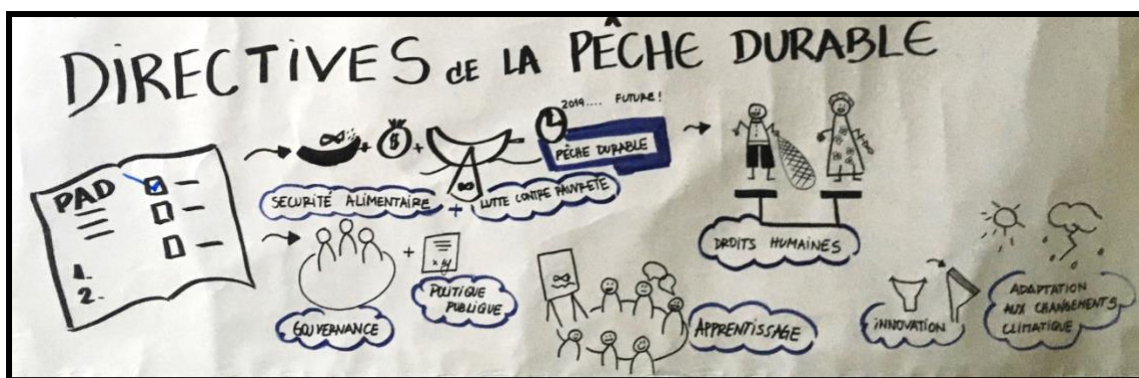 DIRECTIVES DE LA PÊCHE DURABLE
PAD
1.
2.
$
2019.... FUTURE!
PÊCHE DURABLE
SECURITÉ ALIMENTAIRE + LUTTE CONTRE PAUVRETÉ
GOUVERNANCE
POLITIQUE
PUBLIQUE
DROITS HUMAINES
APPRENTISSAGE
INNOVATION
ADAPTATION
AUX CHANGEMENTS
CLIMATIQUE